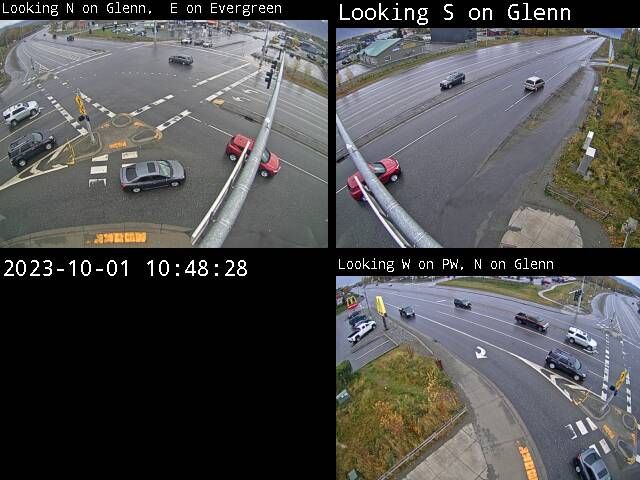 Looking N on Glenn,  E on Evergreen
Looking S on Glenn
2023-10-01 10:48:28
Looking W on PW, N on Glenn